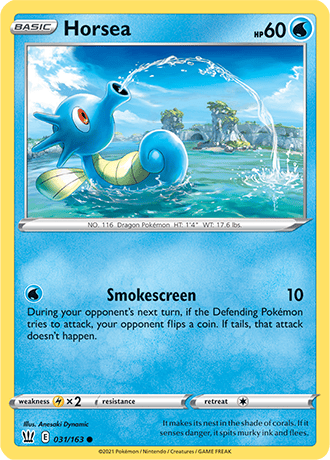 BASIC Horsea HP 60
NO. 116 Dragon Pokémon HT: 1'4" WT: 17.6 lbs.
Smokescreen 10
During your opponent's next turn, if the Defending Pokémon
tries to attack, your opponent flips a coin. If tails, that attack
doesn't happen.
weakness ×2 resistance retreat
Illus. Anesaki Dynamic
E 031/163
It makes its nest in the shade of corals. If it
senses danger, it spits murky ink and flees.
©2021 Pokémon / Nintendo / Creatures / GAME FREAK